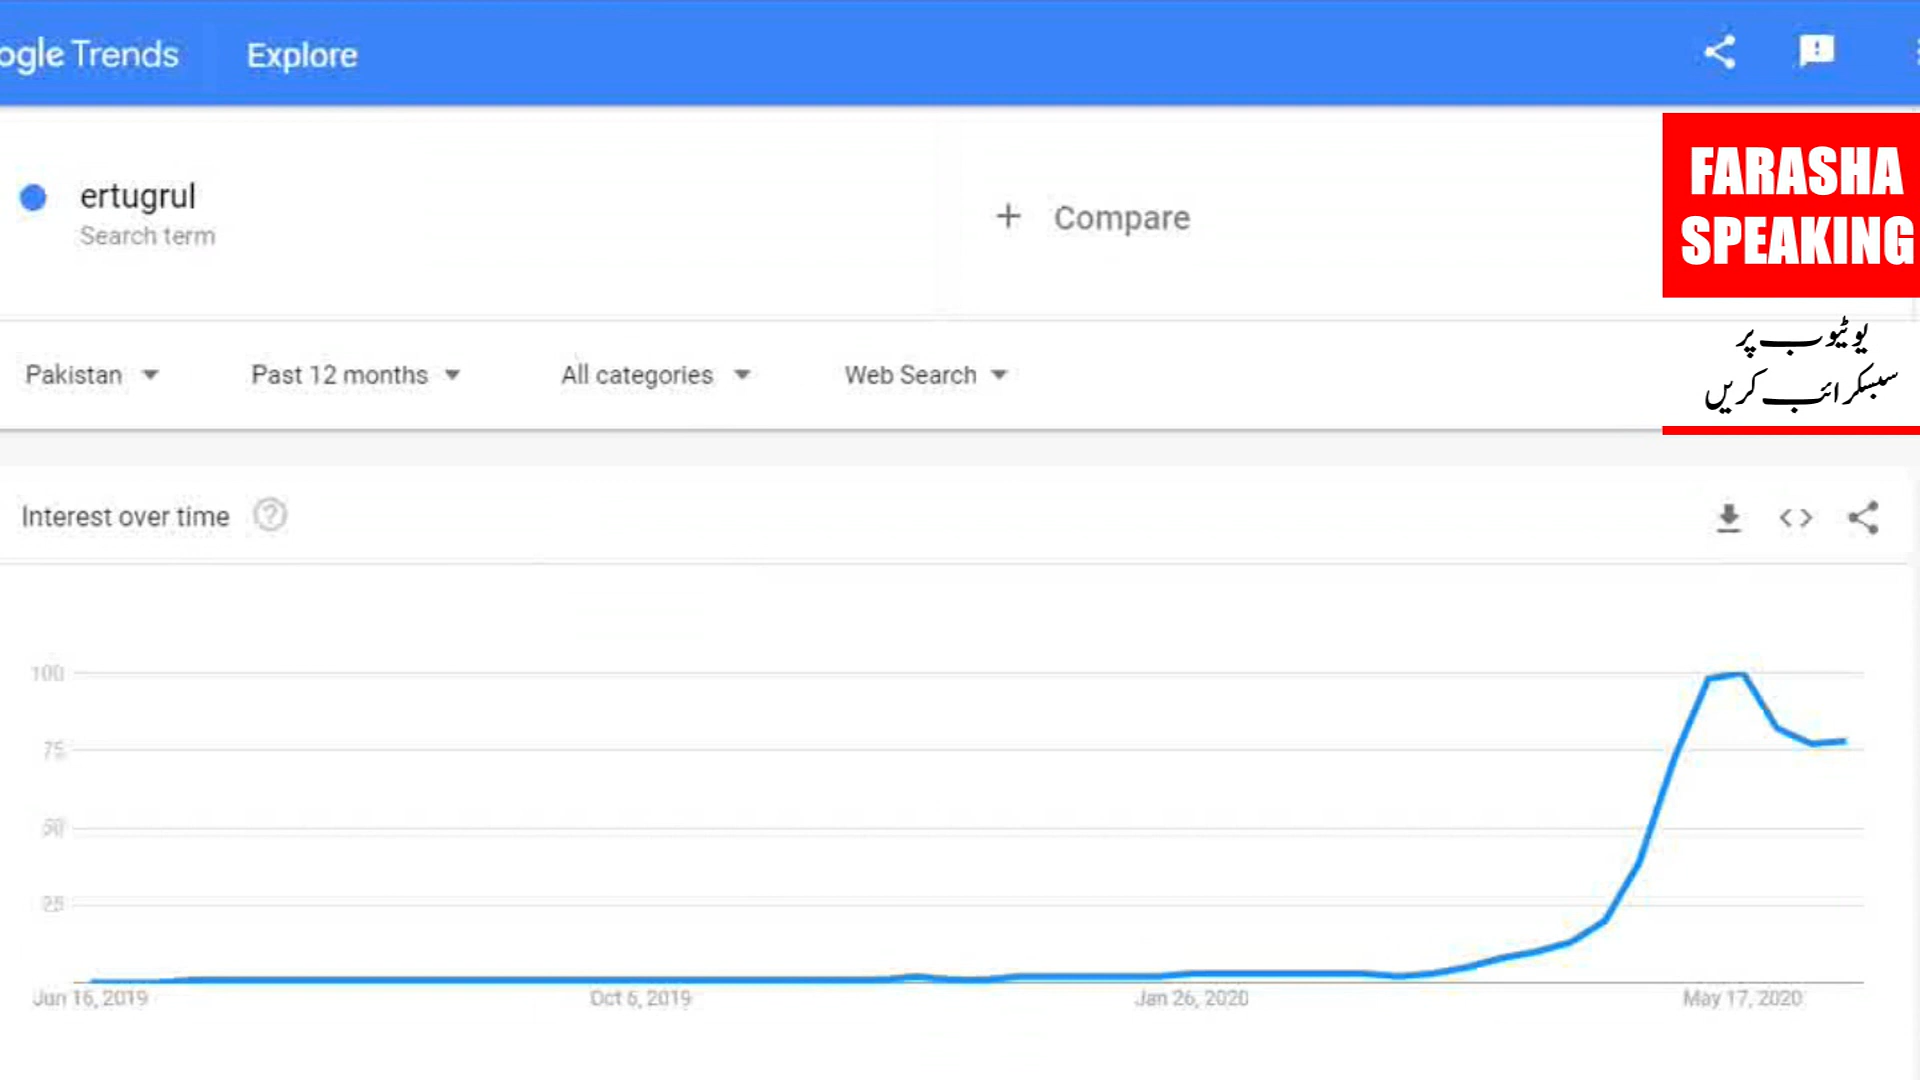 ogle Trends
Explore
ertugrul
Search term
+ Compare
FARASHA
SPEAKING
یوٹیوب پر
سبسکرائب کریں
Pakistan
Past 12 months
All categories
Web Search
Interest over time
100
75
50
25
Jun 16, 2019
Oct 6, 2019
Jan 26, 2020
May 17, 2020